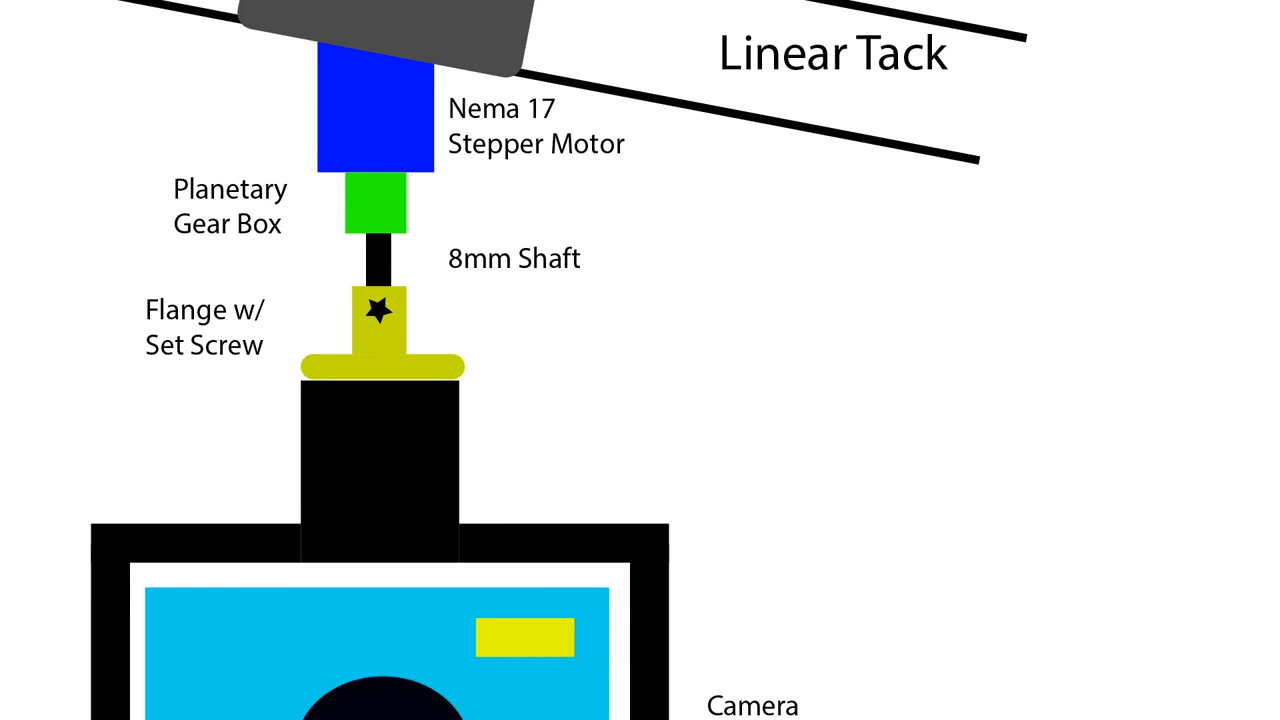 Linear Tack
Nema 17
Stepper Motor
Planetary
Gear Box
8mm Shaft
Flange w/
Set Screw
Camera